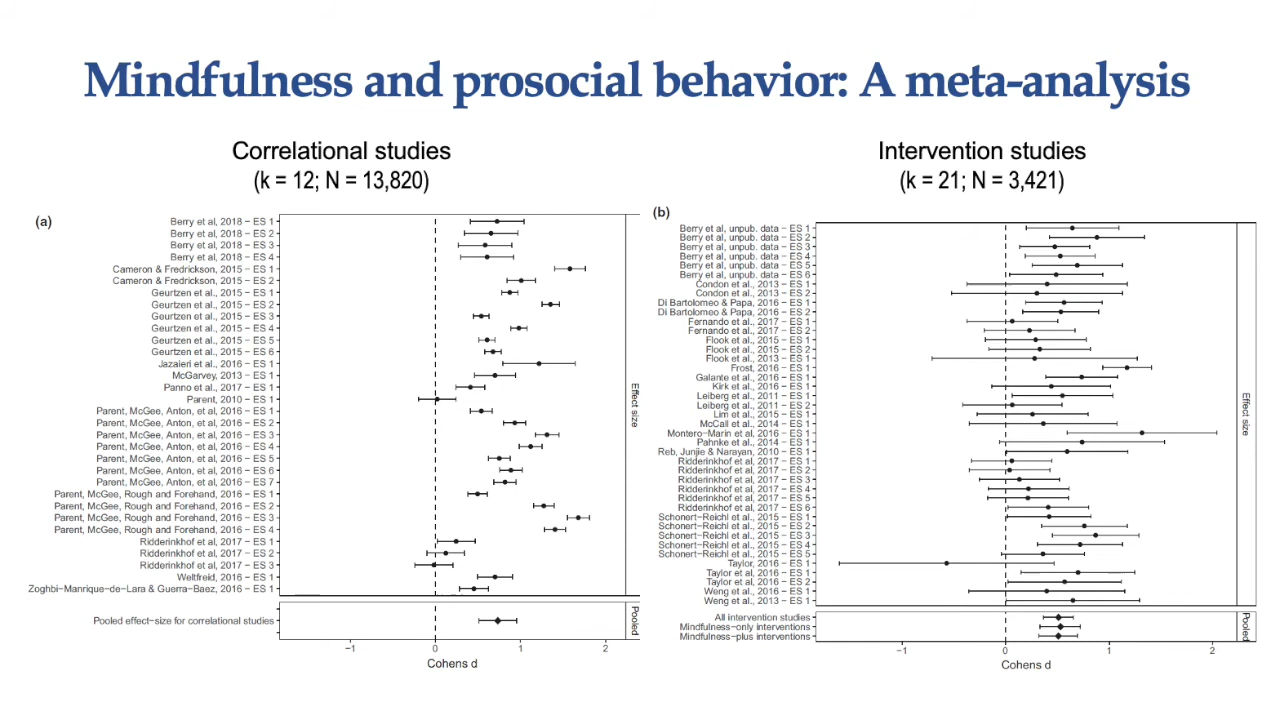 Mindfulness and prosocial behavior: A meta-analysis
Correlational studies
(k = 12; N = 13,820)
(a)
Berry et al, 2018 − ES 1
Berry et al, 2018 − ES 2
Berry et al, 2018 − ES 3
Berry et al, 2018 − ES 4
Cameron & Fredrickson, 2015 − ES 1
Cameron & Fredrickson, 2015 − ES 2
Geurtzen et al., 2015 − ES 1
Geurtzen et al., 2015 − ES 2
Geurtzen et al., 2015 − ES 3
Geurtzen et al., 2015 − ES 4
Geurtzen et al., 2015 − ES 5
Geurtzen et al., 2015 − ES 6
Jazaieri et al., 2016 − ES 1
McGarvey, 2013 − ES 1
Panno et al., 2017 − ES 1
Parent, 2010 − ES 1
Parent, McGee, Anton, et al, 2016 − ES 1
Parent, McGee, Anton, et al, 2016 − ES 2
Parent, McGee, Anton, et al, 2016 − ES 3
Parent, McGee, Anton, et al, 2016 − ES 4
Parent, McGee, Anton, et al, 2016 − ES 5
Parent, McGee, Anton, et al, 2016 − ES 6
Parent, McGee, Anton, et al, 2016 − ES 7
Parent, McGee, Rough and Forehand, 2016 − ES 1
Parent, McGee, Rough and Forehand, 2016 − ES 2
Parent, McGee, Rough and Forehand, 2016 − ES 3
Parent, McGee, Rough and Forehand, 2016 − ES 4
Ridderinkhof et al, 2017 − ES 1
Ridderinkhof et al, 2017 − ES 2
Ridderinkhof et al, 2017 − ES 3
Weltfreid, 2016 − ES 1
Zoghbi−Manrique−de−Lara & Guerra−Baez, 2016 − ES 1
Effect size
Pooled effect−size for correlational studies
Pooled
−1 0 1 2
Cohens d
Intervention studies
(k = 21; N = 3,421)
(b)
Berry et al, unpub. data − ES 1
Berry et al, unpub. data − ES 2
Berry et al, unpub. data − ES 3
Berry et al, unpub. data − ES 4
Berry et al, unpub. data − ES 5
Berry et al, unpub. data − ES 6
Condon et al., 2013 − ES 1
Condon et al., 2013 − ES 2
Di Bartolomeo & Papa, 2016 − ES 1
Di Bartolomeo & Papa, 2016 − ES 2
Fernando et al., 2017 − ES 1
Fernando et al., 2017 − ES 2
Flook et al., 2015 − ES 1
Flook et al., 2015 − ES 2
Flook et al., 2013 − ES 1
Frost, 2016 − ES 1
Galante et al., 2016 − ES 1
Kirk et al., 2016 − ES 1
Leiberg et al., 2011 − ES 1
Leiberg et al., 2011 − ES 2
Lim et al., 2015 − ES 1
McCall et al., 2014 − ES 1
Montero−Marin et al., 2016 − ES 1
Pahnke et al., 2014 − ES 1
Reb, Junjie & Narayan, 2010 − ES 1
Ridderinkhof et al, 2017 − ES 1
Ridderinkhof et al, 2017 − ES 2
Ridderinkhof et al, 2017 − ES 3
Ridderinkhof et al, 2017 − ES 4
Ridderinkhof et al, 2017 − ES 5
Ridderinkhof et al, 2017 − ES 6
Schonert−Reichl et al., 2015 − ES 1
Schonert−Reichl et al., 2015 − ES 2
Schonert−Reichl et al., 2015 − ES 3
Schonert−Reichl et al., 2015 − ES 4
Schonert−Reichl et al., 2015 − ES 5
Taylor, 2016 − ES 1
Taylor et al., 2016 − ES 1
Taylor et al., 2016 − ES 2
Weng et al., 2016 − ES 1
Weng et al., 2013 − ES 1
Effect size
All intervention studies
Mindfulness−only interventions
Mindfulness−plus interventions
Pooled
−1 0 1 2
Cohens d